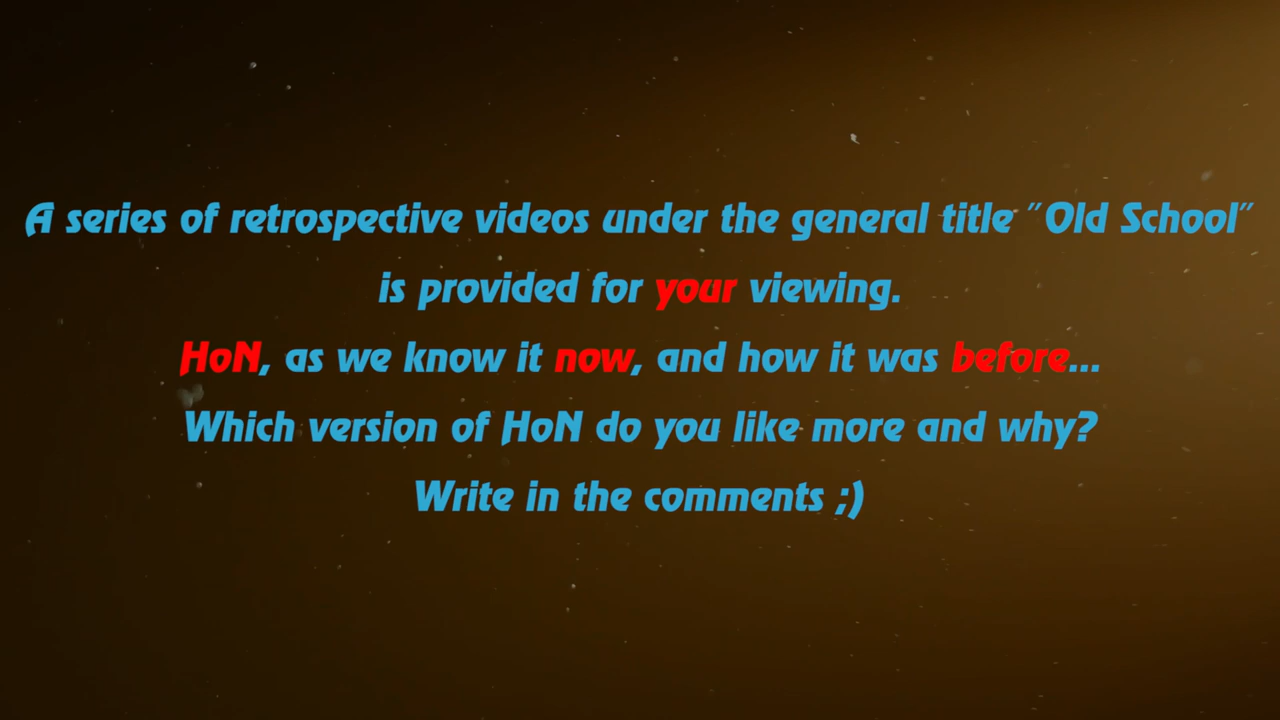 A series of retrospective videos under the general title "Old School"
is provided for your viewing.
HoN, as we know it now, and how it was before...
Which version of HoN do you like more and why?
Write in the comments ;)